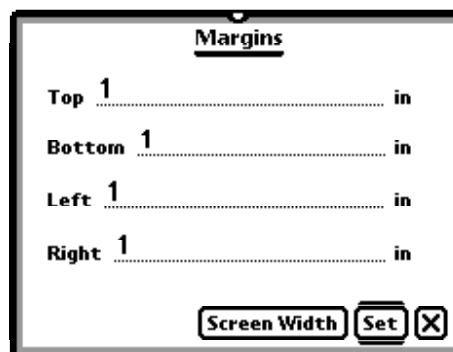 Margins
Top 1 in
Bottom 1 in
Left 1 in
Right 1 in
Screen Width Set X